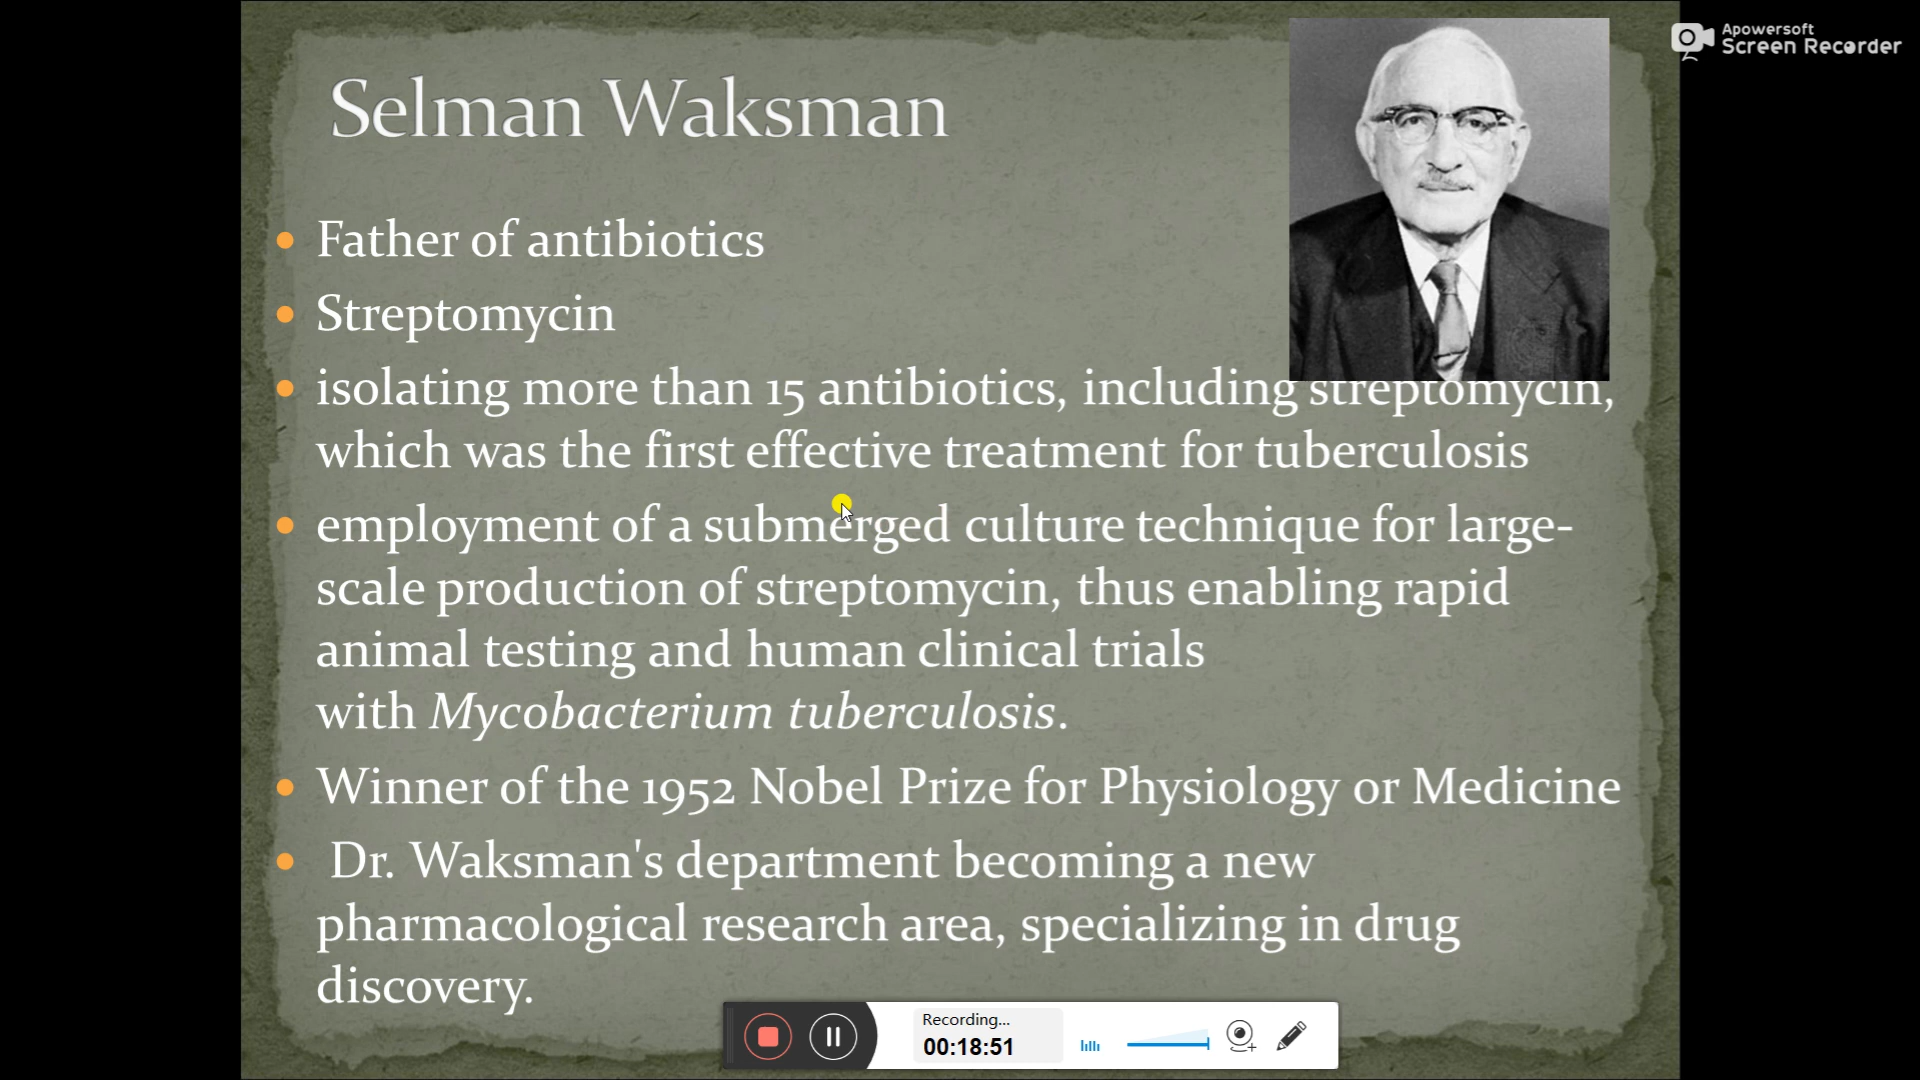 Apowersoft
Screen Recorder
Selman Waksman
Father of antibiotics
Streptomycin
isolating more than 15 antibiotics, including streptomycin,
which was the first effective treatment for tuberculosis
employment of a submerged culture technique for large-
scale production of streptomycin, thus enabling rapid
animal testing and human clinical trials
with Mycobacterium tuberculosis.
Winner of the 1952 Nobel Prize for Physiology or Medicine
Dr. Waksman's department becoming a new
pharmacological research area, specializing in drug
discovery.
Recording...
00:18:51